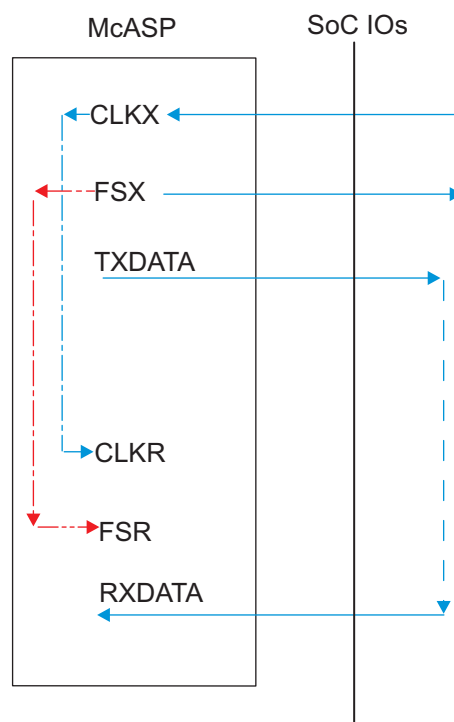 McASP
SoC IOs
CLKX
FSX
TXDATA
CLKR
FSR
RXDATA